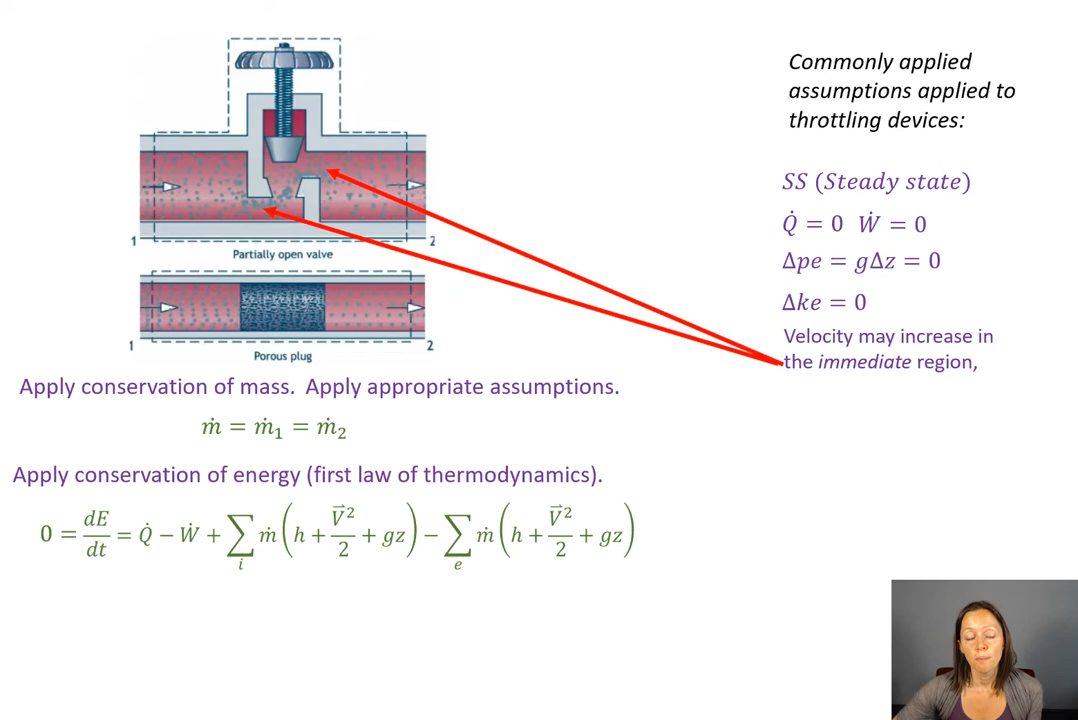 Commonly applied
assumptions applied to
throttling devices:
SS (Steady state)
Q̇ = 0 Ẇ = 0
Δpe = gΔz = 0
Δke = 0
Velocity may increase in
the immediate region,
1 2
Partially open valve
1 2
Porous plug
Apply conservation of mass. Apply appropriate assumptions.
ṁ = ṁ₁ = ṁ₂
Apply conservation of energy (first law of thermodynamics).
0 = dE/dt = Q̇ − Ẇ + ∑ᵢ ṁ(h + V⃗²/2 + gz) − ∑ₑ ṁ(h + V⃗²/2 + gz)